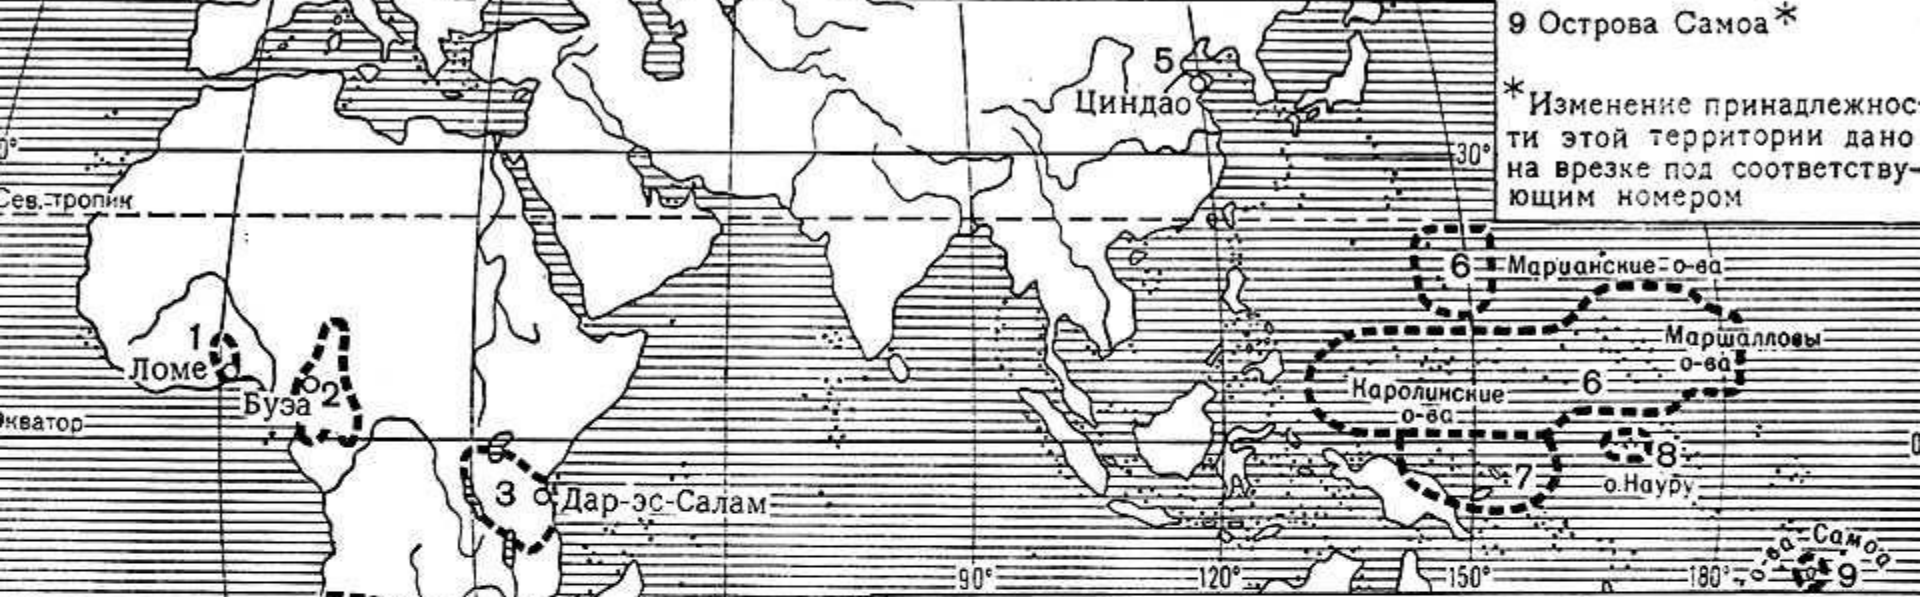 9 Острова Самоа*
*Изменение принадлежнос-
ти этой территории дано
на врезке под соответству-
ющим номером
5
Циндао
30°
0°
Сев. тропик
6
Марианские о-ва
1
Ломе
Маршалловы
о-ва
2
Буэа
6
Каролинские
о-ва
Экватор
0
8
7
о.Науру
3
Дар-эс-Салам
о-ва Самоа
9
90°
120°
150°
180°